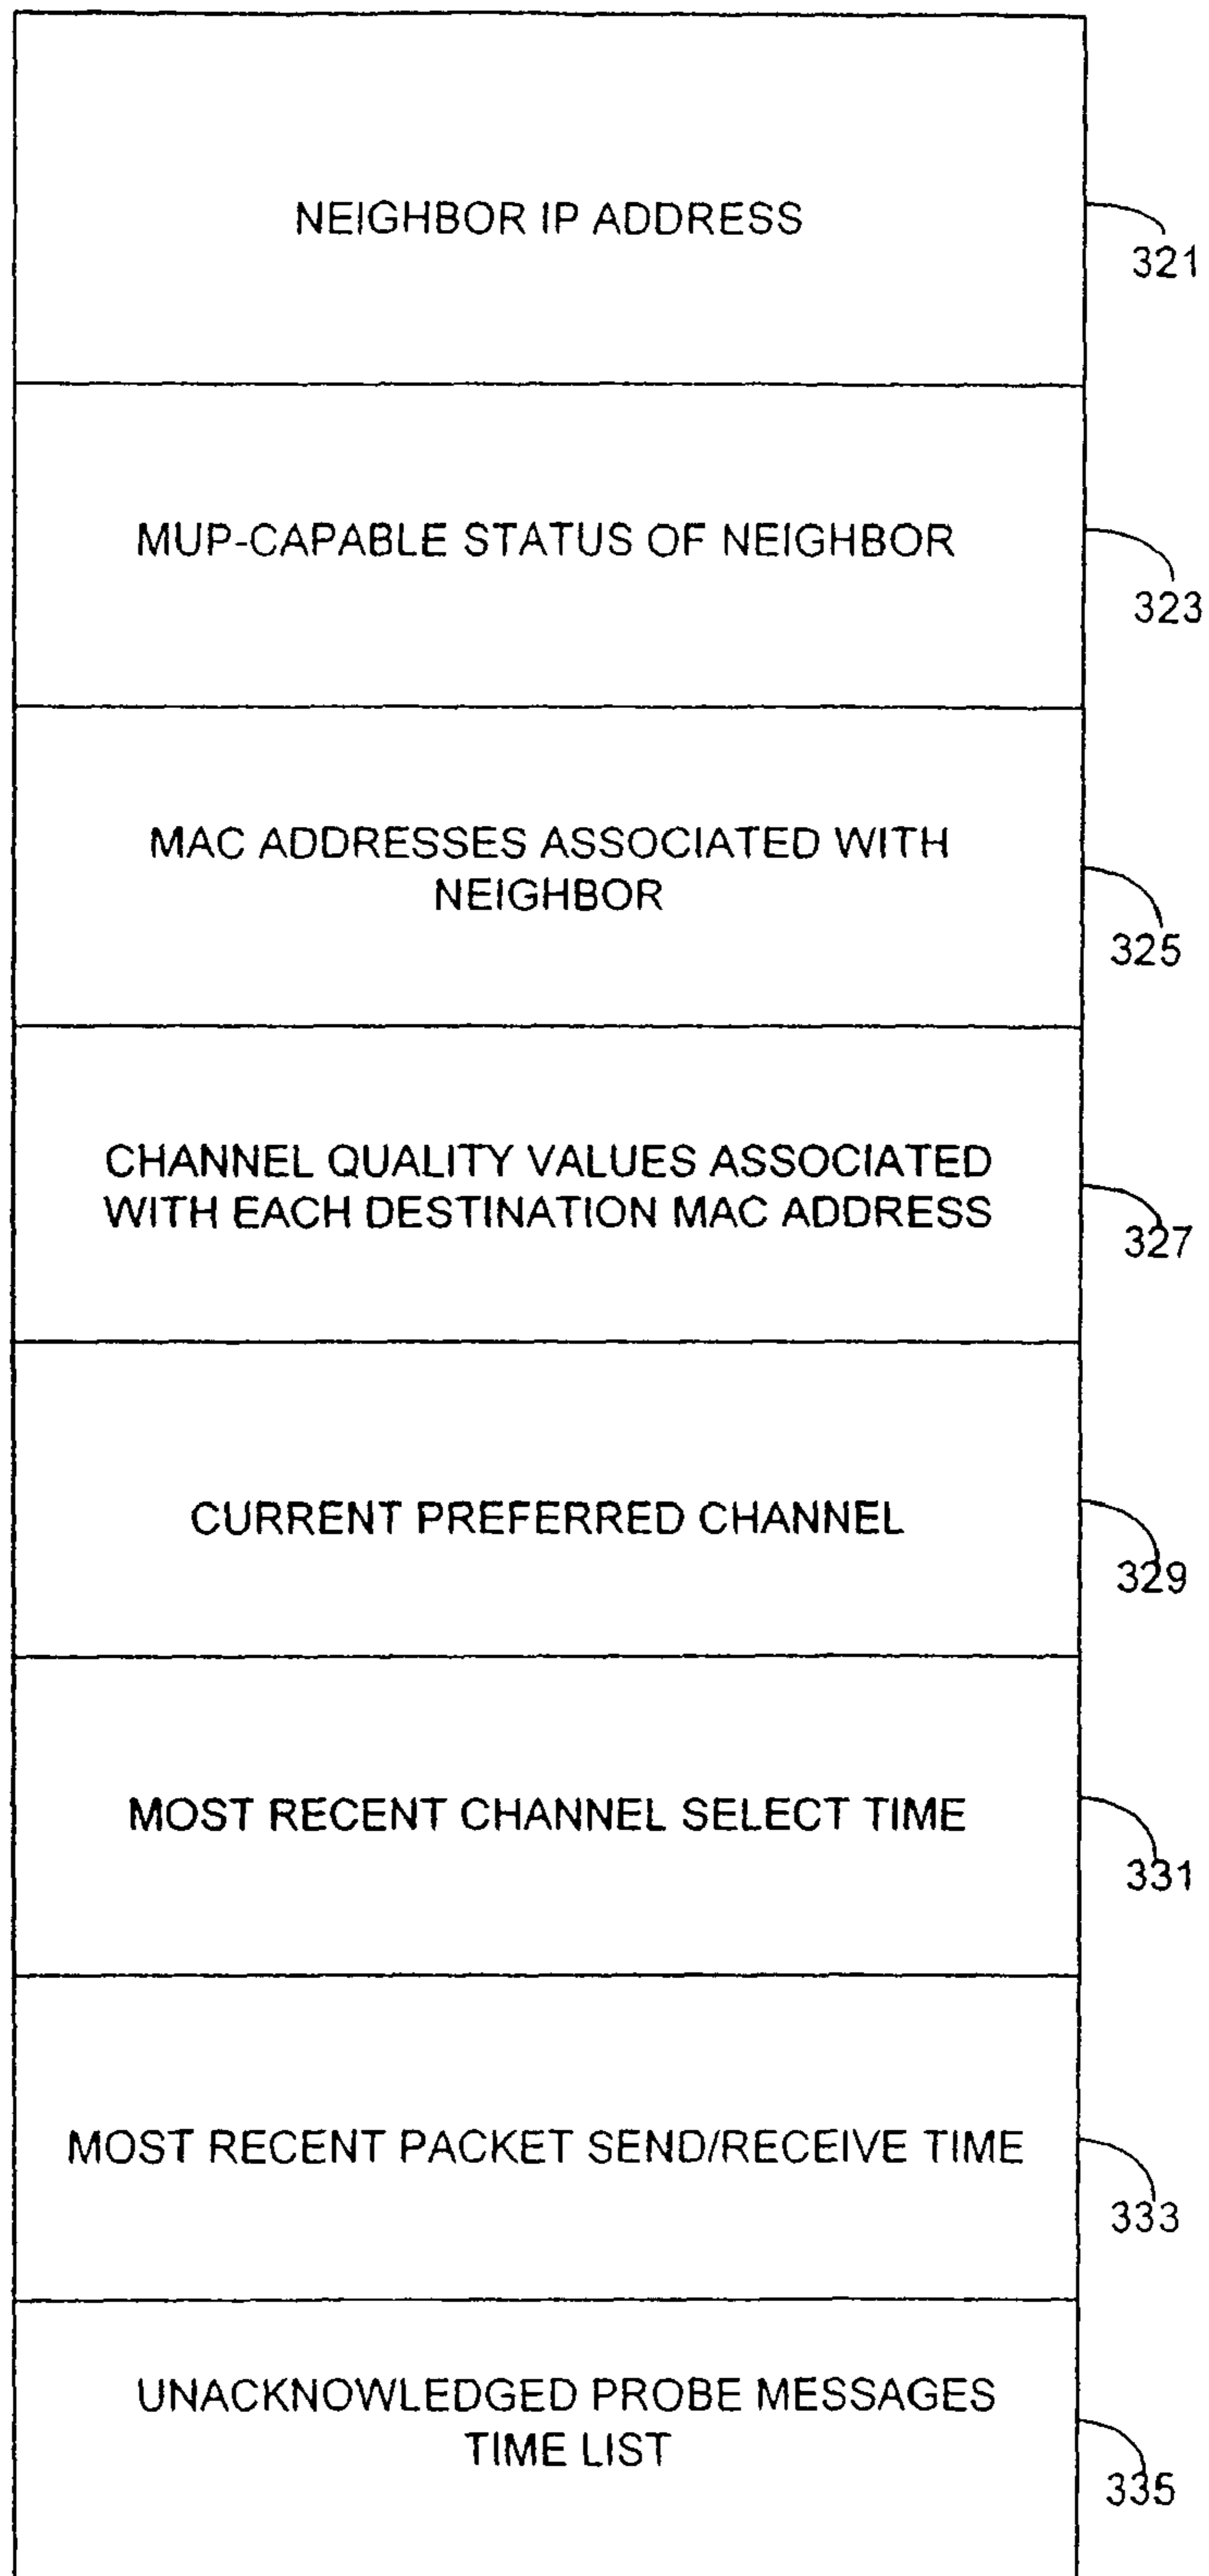 NEIGHBOR IP ADDRESS
321
MUP-CAPABLE STATUS OF NEIGHBOR
323
MAC ADDRESSES ASSOCIATED WITH
NEIGHBOR
325
CHANNEL QUALITY VALUES ASSOCIATED
WITH EACH DESTINATION MAC ADDRESS
327
CURRENT PREFERRED CHANNEL
329
MOST RECENT CHANNEL SELECT TIME
331
MOST RECENT PACKET SEND/RECEIVE TIME
333
UNACKNOWLEDGED PROBE MESSAGES
TIME LIST
335